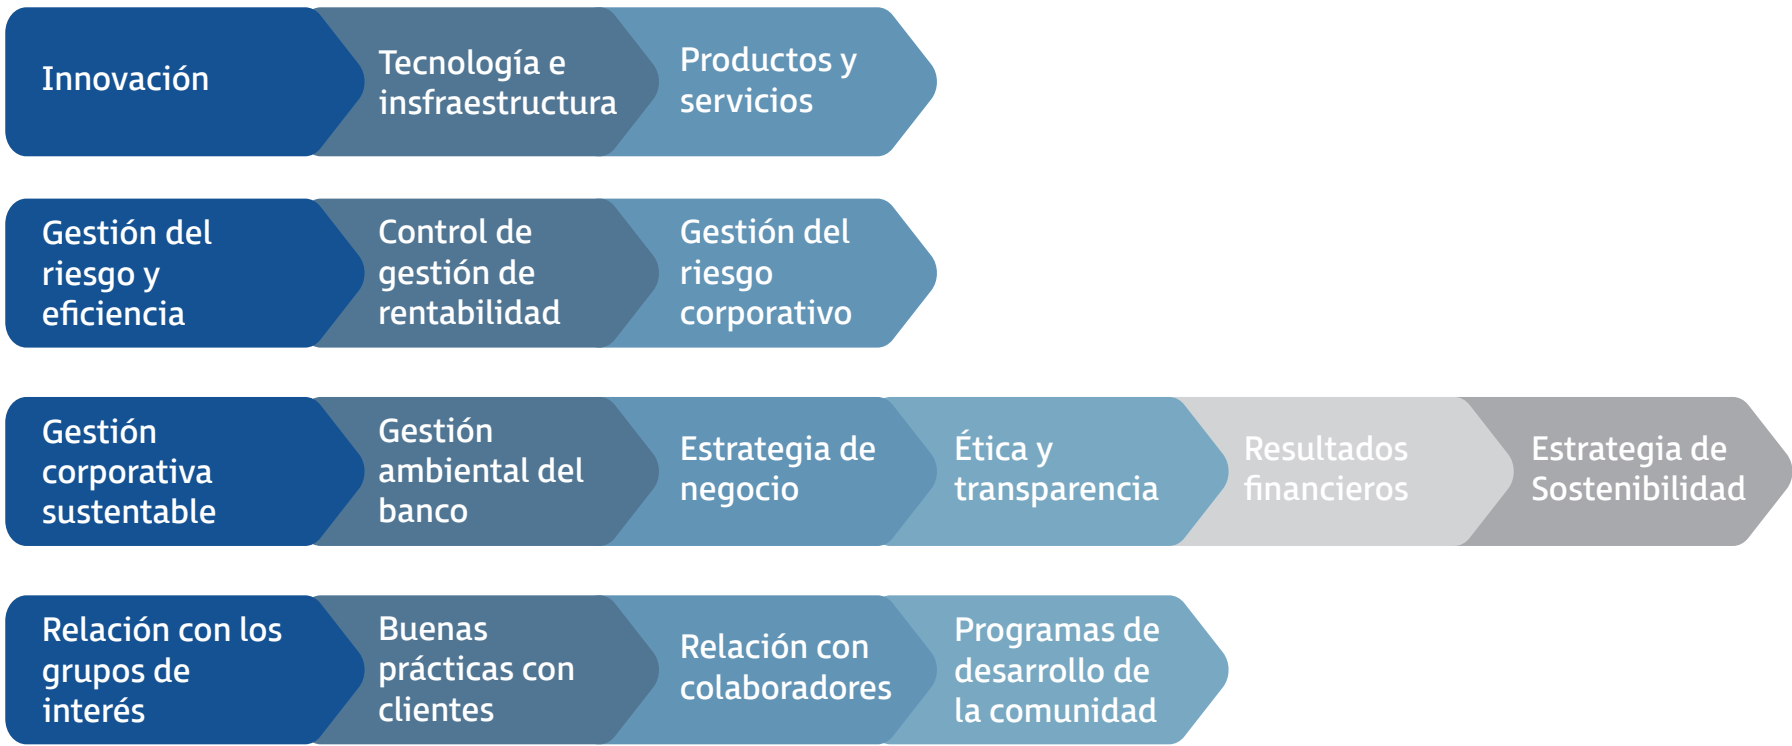 Innovación
Tecnología e
insfraestructura
Productos y
servicios
Gestión del
riesgo y
eficiencia
Control de
gestión de
rentabilidad
Gestión del
riesgo
corporativo
Gestión
corporativa
sustentable
Gestión
ambiental del
banco
Estrategia de
negocio
Ética y
transparencia
Resultados
financieros
Estrategia de
Sostenibilidad
Relación con los
grupos de
interés
Buenas
prácticas con
clientes
Relación con
colaboradores
Programas de
desarrollo de
la comunidad